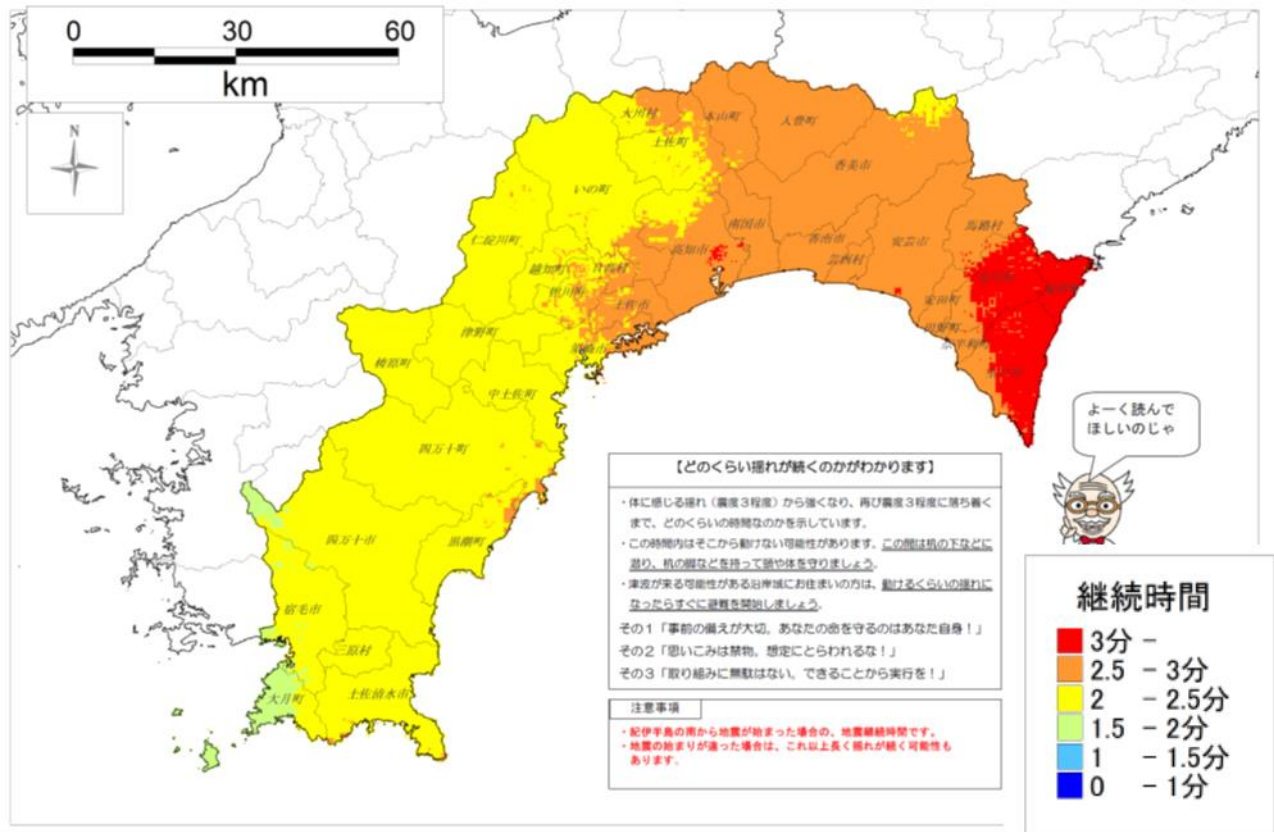 0 30 60
km
N
大川村
本山町
大豊町
土佐町
香美市
いの町
南国市
馬路村
仁淀川町
高知市
香南市
安芸市
越知町
日高村
芸西村
佐川町
土佐市
安田町
田野町
津野町
須崎市
奈半利町
梼原町
中土佐町
四万十町
四万十市
黒潮町
宿毛市
三原村
大月町
土佐清水市
よーく読んで
ほしいのじゃ
【どのくらい揺れが続くのかがわかります】
・体に感じる揺れ(震度3程度)から強くなり、再び震度3程度に落ち着く
まで、どのくらいの時間なのかを示しています。
・この時間内はそこから動けない可能性があります。この間は机の下などに
潜り、机の脚などを持って頭や体を守りましょう。
・津波が来る可能性がある沿岸域にお住まいの方は、動けるくらいの揺れに
なったらすぐに避難を開始しましょう。
その1「事前の備えが大切。あなたの命を守るのはあなた自身!」
その2「思いこみは禁物。想定にとらわれるな!」
その3「取り組みに無駄はない。できることから実行を!」
注意事項
・紀伊半島の南から地震が始まった場合の、地震継続時間です。
・地震の始まりが違った場合は、これ以上長く揺れが続く可能性も
あります。
継続時間
3分 -
2.5 - 3分
2 - 2.5分
1.5 - 2分
1 - 1.5分
0 - 1分